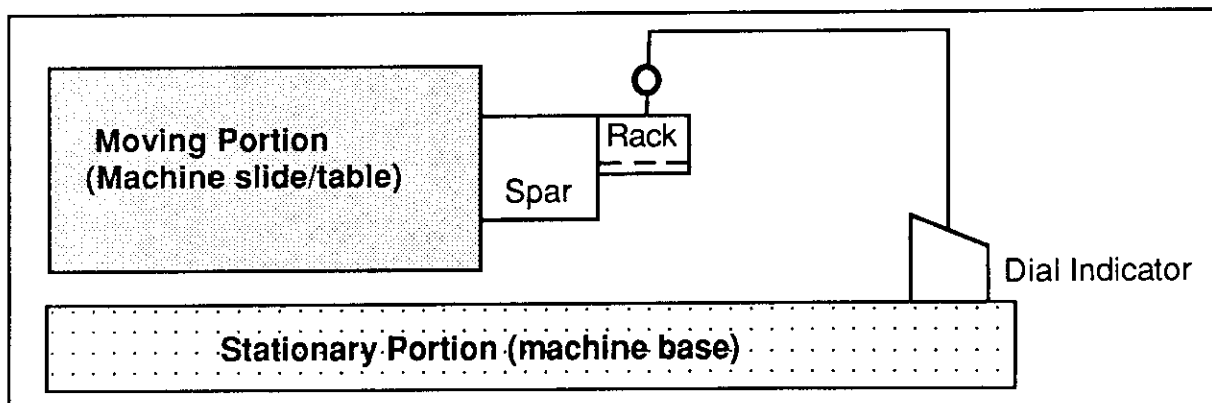 Moving Portion
(Machine slide/table)
Spar
Rack
Dial Indicator
Stationary Portion (machine base)